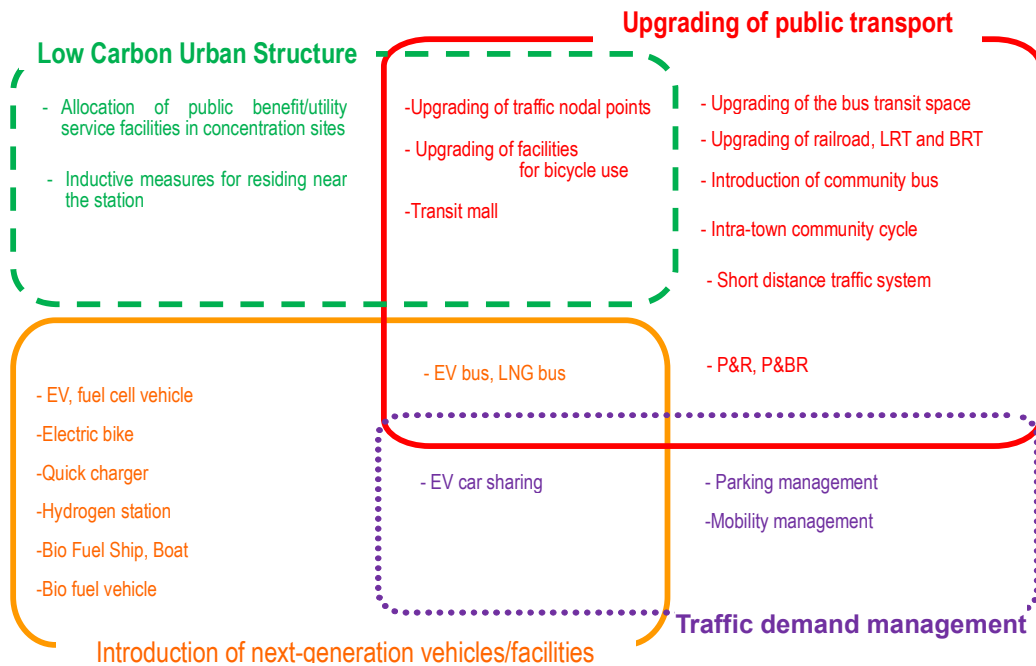 Upgrading of public transport
Low Carbon Urban Structure
- Allocation of public benefit/utility
service facilities in concentration sites
- Inductive measures for residing near
the station
-Upgrading of traffic nodal points
- Upgrading of facilities
for bicycle use
-Transit mall
- Upgrading of the bus transit space
- Upgrading of railroad, LRT and BRT
- Introduction of community bus
- Intra-town community cycle
- Short distance traffic system
- P&R, P&BR
- EV bus, LNG bus
- EV, fuel cell vehicle
-Electric bike
-Quick charger
-Hydrogen station
-Bio Fuel Ship, Boat
-Bio fuel vehicle
- EV car sharing
- Parking management
-Mobility management
Traffic demand management
Introduction of next-generation vehicles/facilities